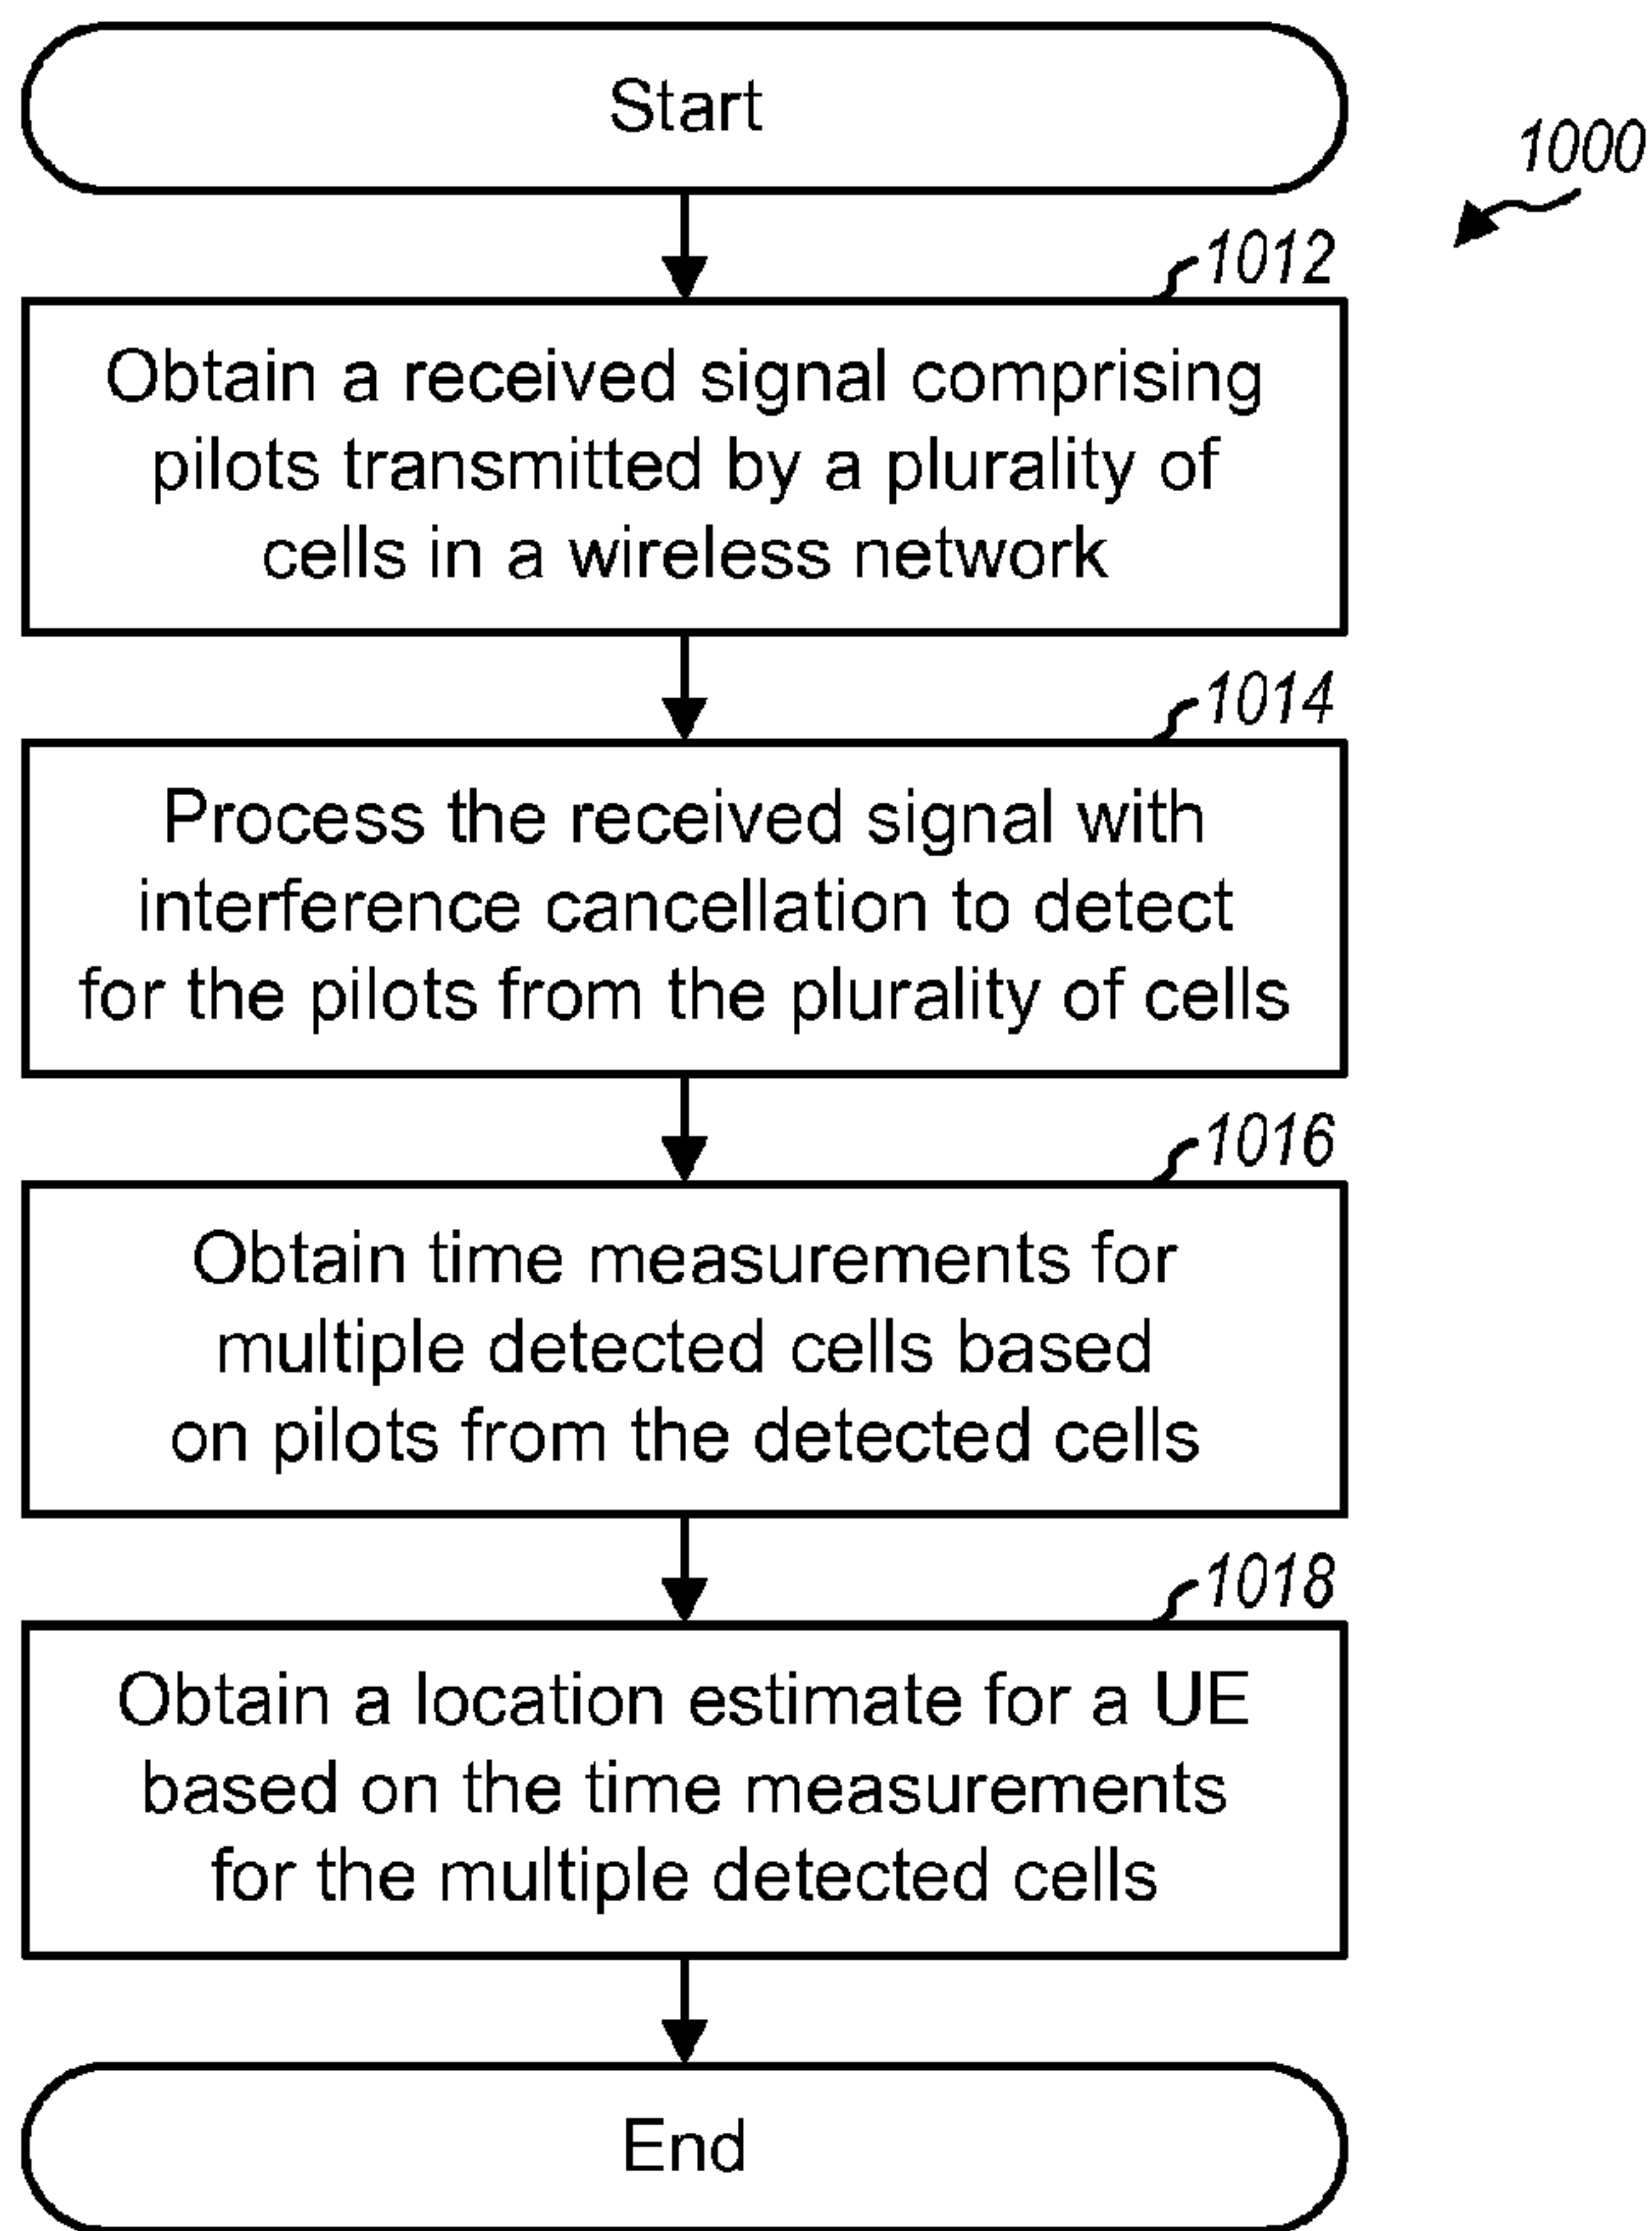 Start
1000
1012
Obtain a received signal comprising
pilots transmitted by a plurality of
cells in a wireless network
1014
Process the received signal with
interference cancellation to detect
for the pilots from the plurality of cells
1016
Obtain time measurements for
multiple detected cells based
on pilots from the detected cells
1018
Obtain a location estimate for a UE
based on the time measurements
for the multiple detected cells
End